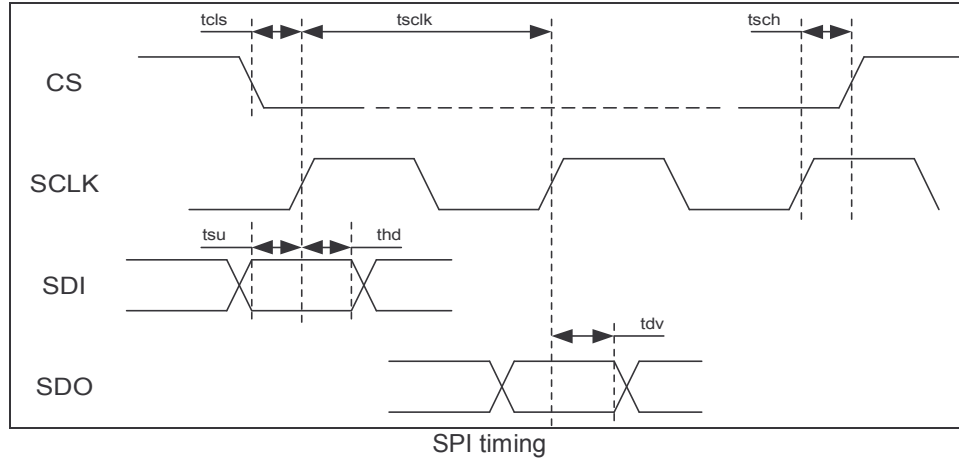 tcls tsclk tsch
CS
SCLK
tsu thd
SDI
tdv
SDO
SPI timing